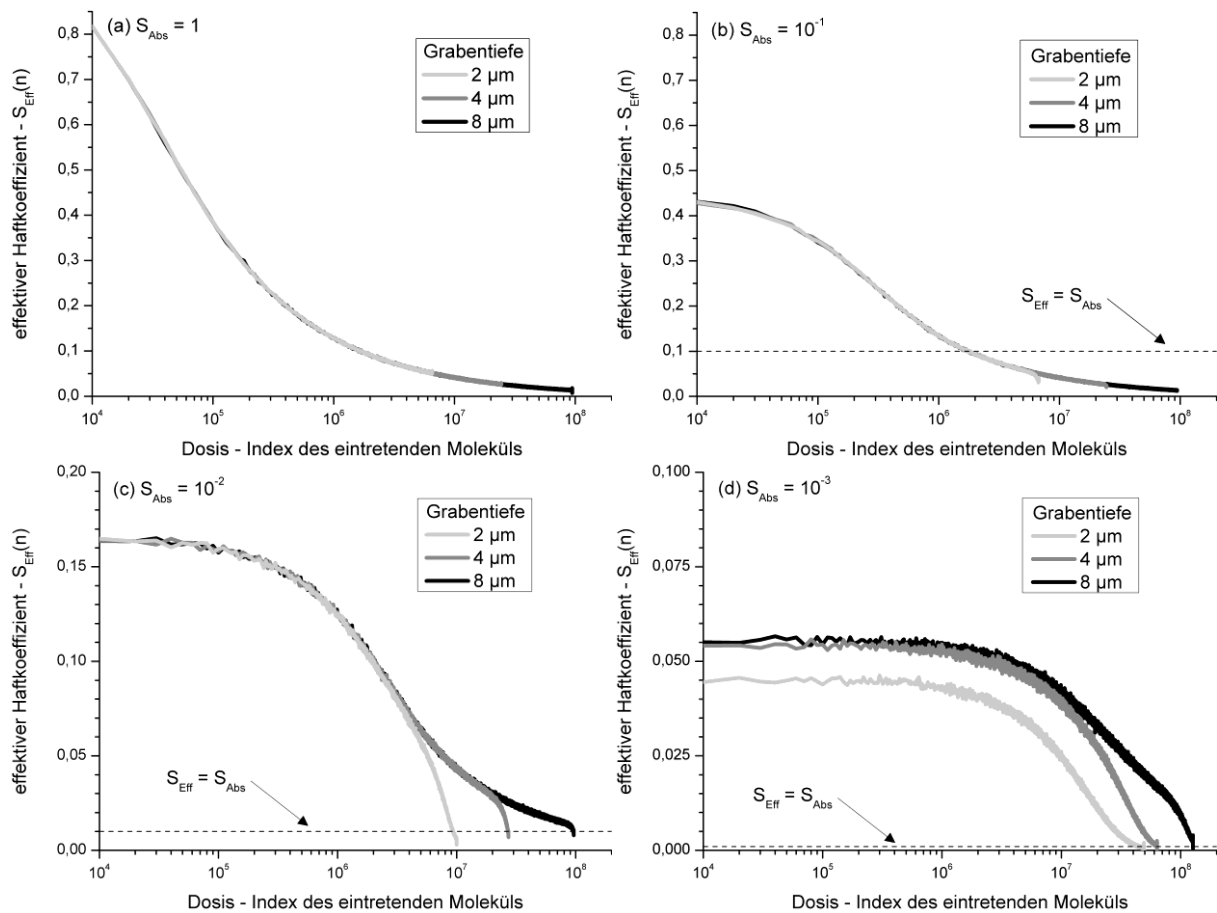 (a) S_Abs = 1
Grabentiefe
2 µm
4 µm
8 µm
effektiver Haftkoeffizient - S_Eff(n)
0,8
0,7
0,6
0,5
0,4
0,3
0,2
0,1
0,0
10^4
10^5
10^6
10^7
10^8
Dosis - Index des eintretenden Moleküls
(b) S_Abs = 10^-1
Grabentiefe
2 µm
4 µm
8 µm
effektiver Haftkoeffizient - S_Eff(n)
0,8
0,7
0,6
0,5
0,4
0,3
0,2
0,1
0,0
S_Eff = S_Abs
10^4
10^5
10^6
10^7
10^8
Dosis - Index des eintretenden Moleküls
(c) S_Abs = 10^-2
Grabentiefe
2 µm
4 µm
8 µm
effektiver Haftkoeffizient - S_Eff(n)
0,20
0,15
0,10
0,05
0,00
S_Eff = S_Abs
10^4
10^5
10^6
10^7
10^8
Dosis - Index des eintretenden Moleküls
(d) S_Abs = 10^-3
Grabentiefe
2 µm
4 µm
8 µm
effektiver Haftkoeffizient - S_Eff(n)
0,100
0,075
0,050
0,025
0,000
S_Eff = S_Abs
10^4
10^5
10^6
10^7
10^8
Dosis - Index des eintretenden Moleküls